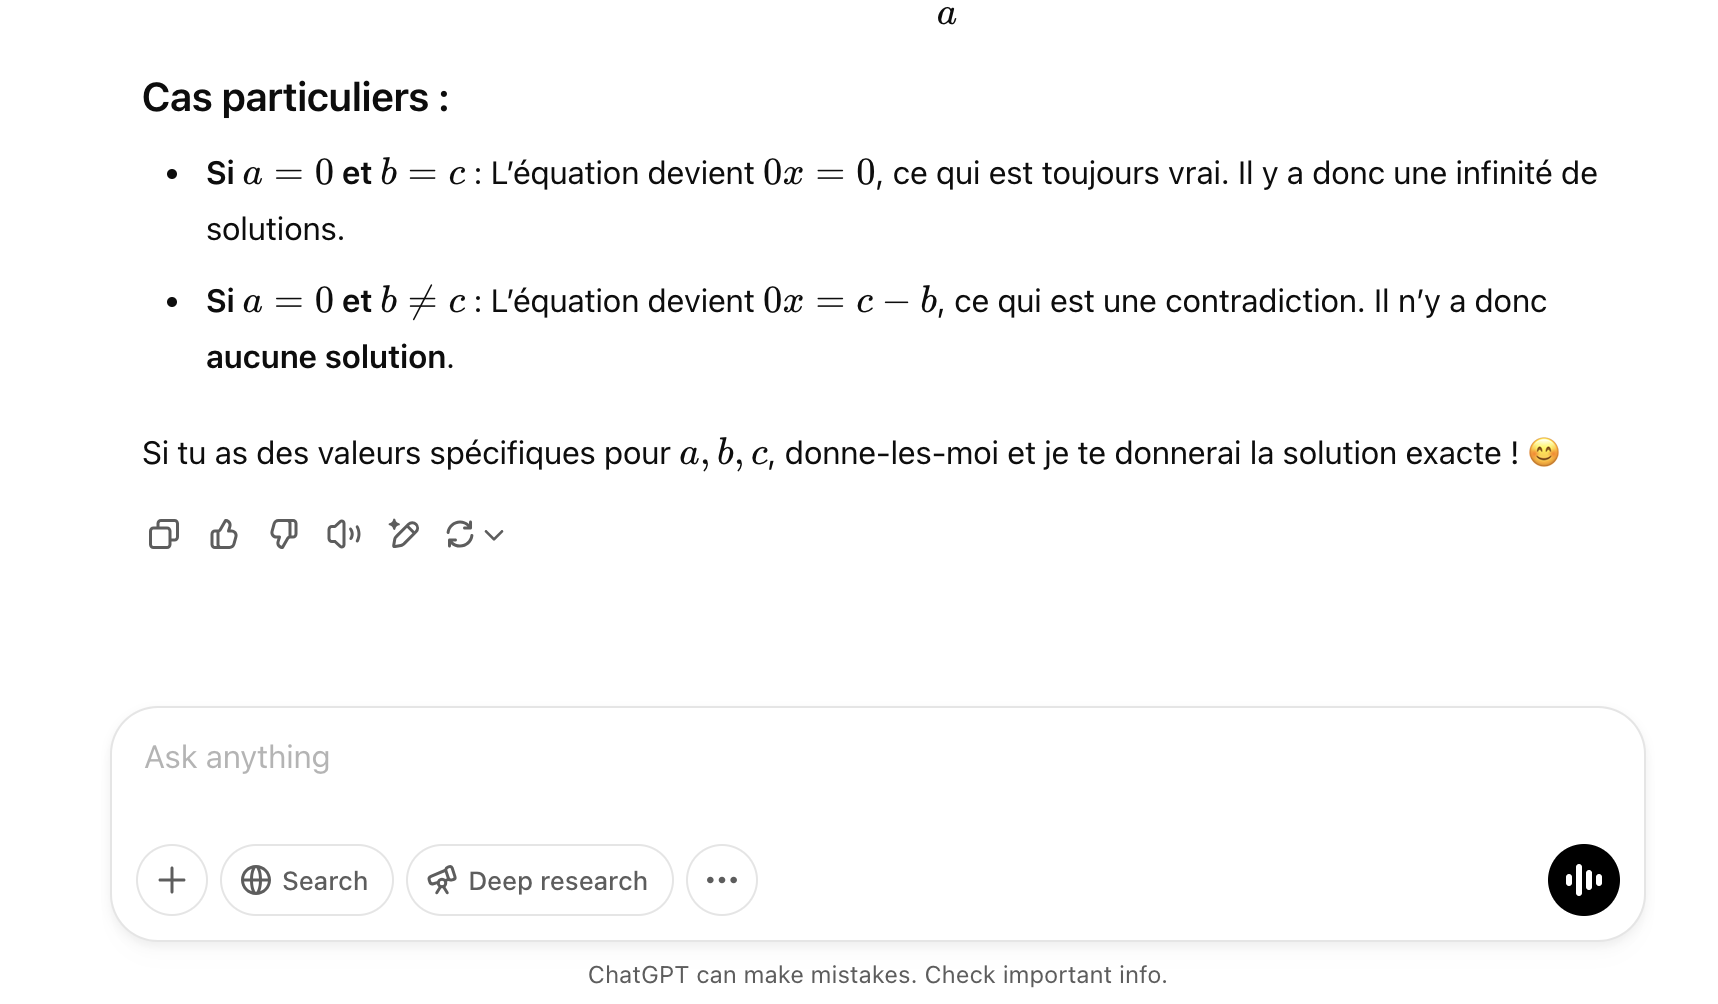 a
Cas particuliers :
• Si a = 0 et b = c : L’équation devient 0x = 0, ce qui est toujours vrai. Il y a donc une infinité de
solutions.
• Si a = 0 et b ≠ c : L’équation devient 0x = c − b, ce qui est une contradiction. Il n’y a donc
aucune solution.
Si tu as des valeurs spécifiques pour a, b, c, donne-les-moi et je te donnerai la solution exacte ! 😊
Ask anything
Search
Deep research
ChatGPT can make mistakes. Check important info.